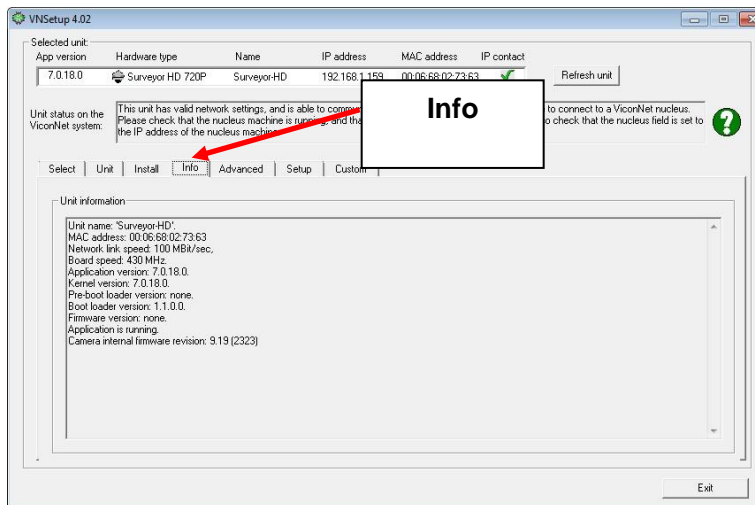 VNSetup 4.02
Selected unit:
App version Hardware type Name IP address MAC address IP contact
7.0.18.0 Surveyor HD 720P Surveyor-HD 192.168.1.159 00:06:68:02:73:63 Refresh unit
Unit status on the ViconNet system:
This unit has valid network settings, and is able to to connect to a ViconNet nucleus.
Please check that the nucleus machine is running, and check that the nucleus field is set to
the IP address of the nucleus
Info
Select Unit Install Info Advanced Setup Custom
Unit information
Unit name: 'Surveyor-HD'.
MAC address: 00:06:68:02:73:63
Network link speed: 100 MBit/sec,
Board speed: 430 MHz.
Application version: 7.0.18.0.
Kernel version: 7.0.18.0.
Pre-boot loader version: none.
Boot loader version: 1.1.0.0.
Firmware version: none.
Application is running.
Camera internal firmware revision: 9.19 (2323)
Exit